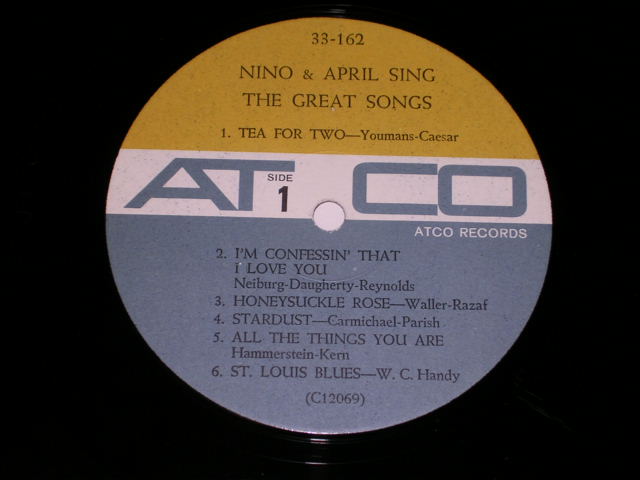 33-162
NINO & APRIL SING
THE GREAT SONGS
1. TEA FOR TWO—Youmans-Caesar
ATCO
SIDE
1
ATCO RECORDS
2. I'M CONFESSIN' THAT
I LOVE YOU
Neiburg-Daugherty-Reynolds
3. HONEYSUCKLE ROSE—Waller-Razaf
4. STARDUST—Carmichael-Parish
5. ALL THE THINGS YOU ARE
Hammerstein-Kern
6. ST. LOUIS BLUES—W. C. Handy
(C12069)